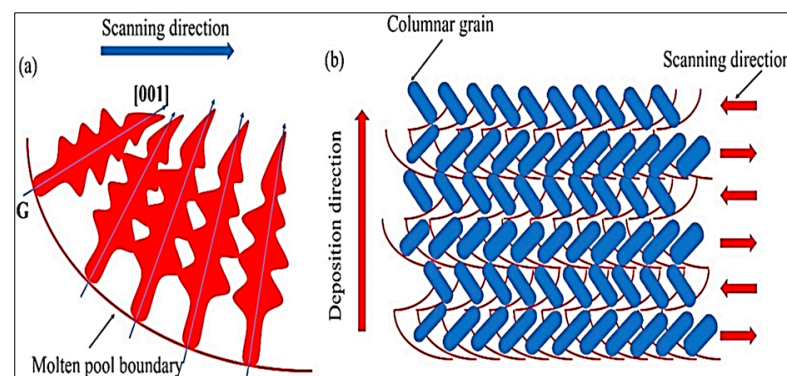 Scanning direction
(a)
[001]
G
Molten pool boundary
Columnar grain
(b)
Scanning direction
Deposition direction